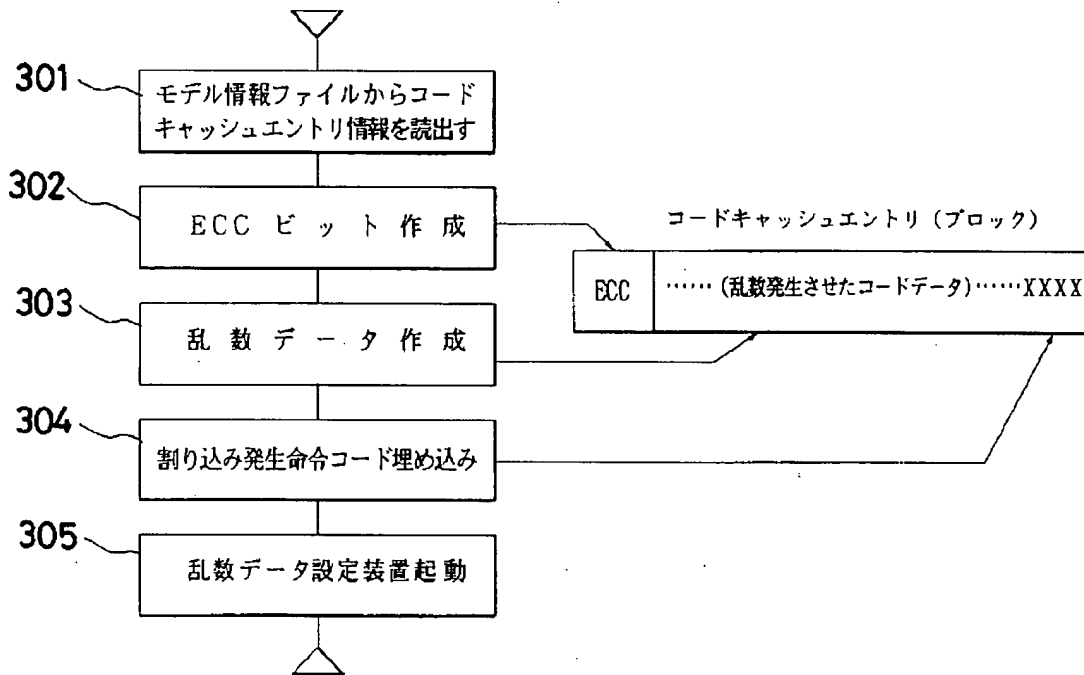 301
モデル情報ファイルからコード
キャッシュエントリ情報を読出す
302
ECCビット作成
303
乱数データ作成
304
割り込み発生命令コード埋め込み
305
乱数データ設定装置起動
コードキャッシュエントリ(ブロック)
ECC
……(乱数発生させたコードデータ)……XXXX